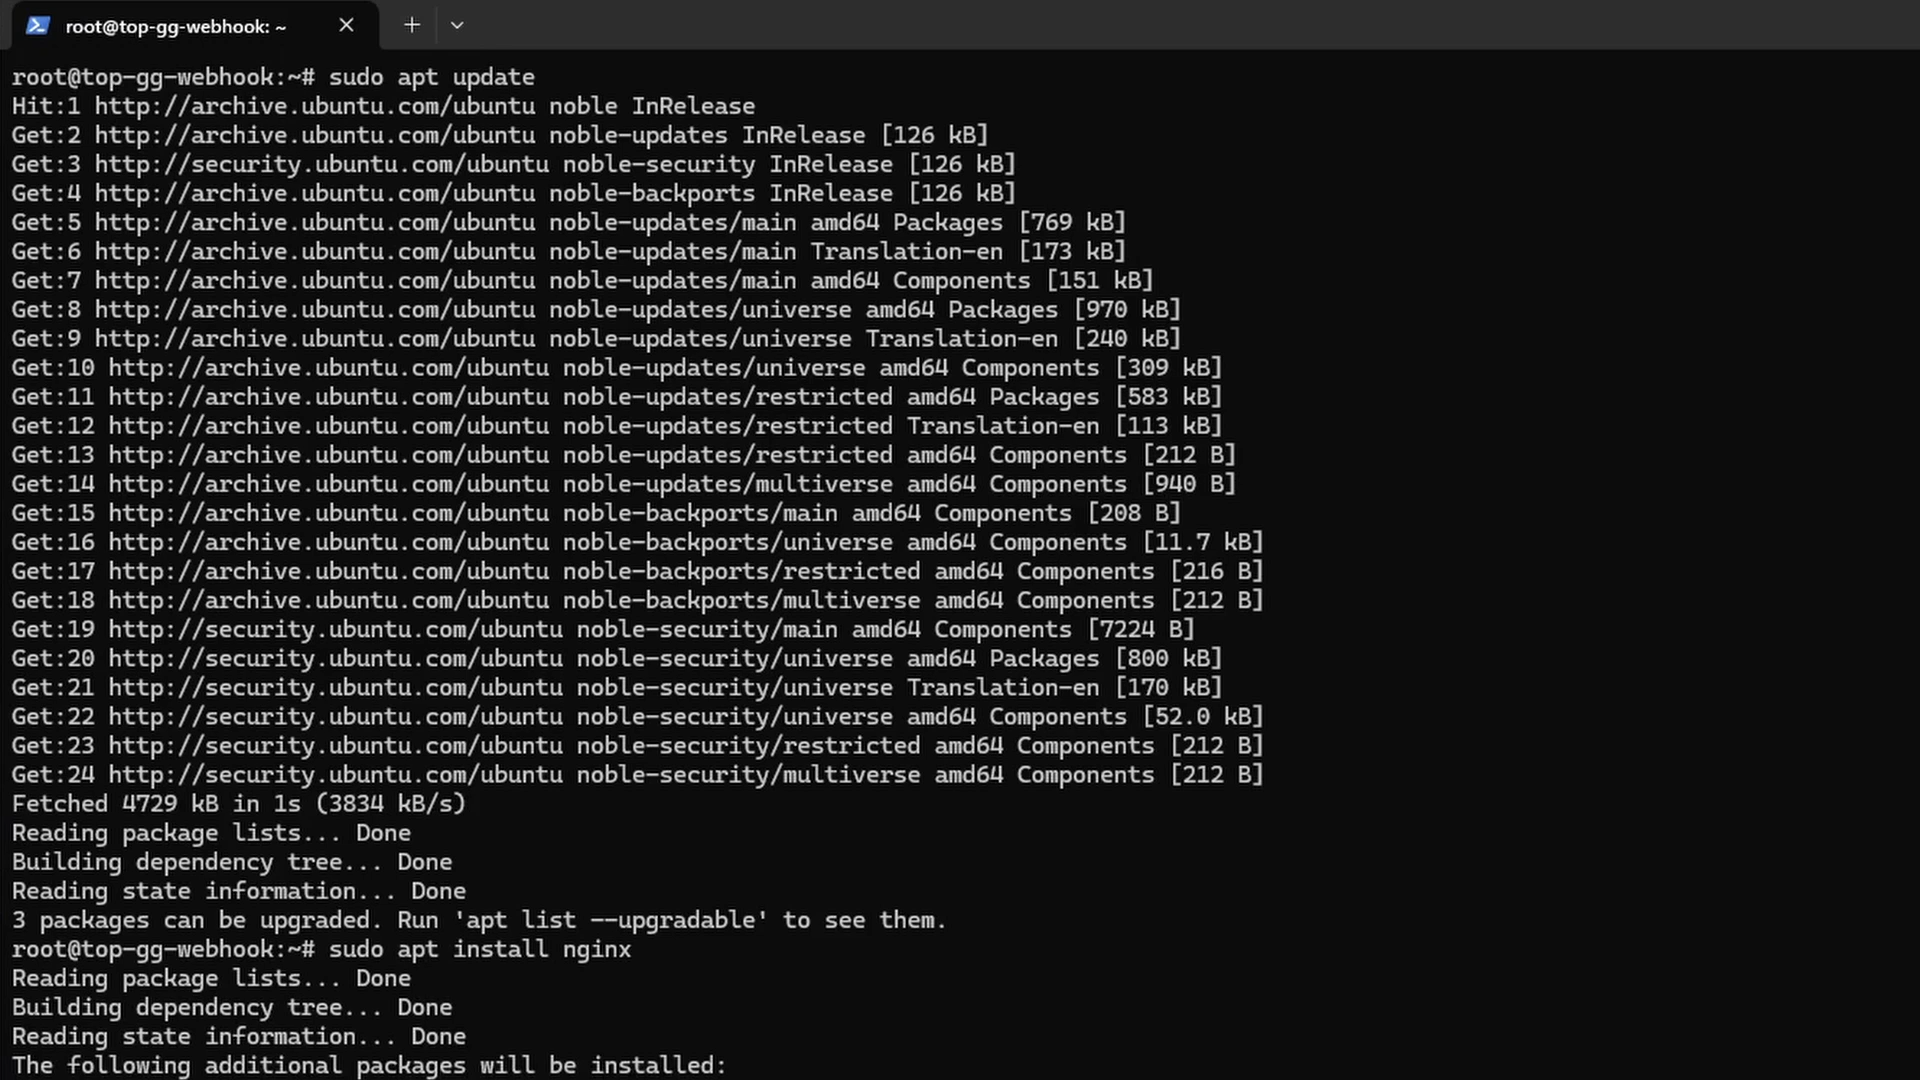 root@top-gg-webhook: ~
root@top-gg-webhook:~# sudo apt update
Hit:1 http://archive.ubuntu.com/ubuntu noble InRelease
Get:2 http://archive.ubuntu.com/ubuntu noble-updates InRelease [126 kB]
Get:3 http://security.ubuntu.com/ubuntu noble-security InRelease [126 kB]
Get:4 http://archive.ubuntu.com/ubuntu noble-backports InRelease [126 kB]
Get:5 http://archive.ubuntu.com/ubuntu noble-updates/main amd64 Packages [769 kB]
Get:6 http://archive.ubuntu.com/ubuntu noble-updates/main Translation-en [173 kB]
Get:7 http://archive.ubuntu.com/ubuntu noble-updates/main amd64 Components [151 kB]
Get:8 http://archive.ubuntu.com/ubuntu noble-updates/universe amd64 Packages [970 kB]
Get:9 http://archive.ubuntu.com/ubuntu noble-updates/universe Translation-en [240 kB]
Get:10 http://archive.ubuntu.com/ubuntu noble-updates/universe amd64 Components [309 kB]
Get:11 http://archive.ubuntu.com/ubuntu noble-updates/restricted amd64 Packages [583 kB]
Get:12 http://archive.ubuntu.com/ubuntu noble-updates/restricted Translation-en [113 kB]
Get:13 http://archive.ubuntu.com/ubuntu noble-updates/restricted amd64 Components [212 B]
Get:14 http://archive.ubuntu.com/ubuntu noble-updates/multiverse amd64 Components [940 B]
Get:15 http://archive.ubuntu.com/ubuntu noble-backports/main amd64 Components [208 B]
Get:16 http://archive.ubuntu.com/ubuntu noble-backports/universe amd64 Components [11.7 kB]
Get:17 http://archive.ubuntu.com/ubuntu noble-backports/restricted amd64 Components [216 B]
Get:18 http://archive.ubuntu.com/ubuntu noble-backports/multiverse amd64 Components [212 B]
Get:19 http://security.ubuntu.com/ubuntu noble-security/main amd64 Components [7224 B]
Get:20 http://security.ubuntu.com/ubuntu noble-security/universe amd64 Packages [800 kB]
Get:21 http://security.ubuntu.com/ubuntu noble-security/universe Translation-en [170 kB]
Get:22 http://security.ubuntu.com/ubuntu noble-security/universe amd64 Components [52.0 kB]
Get:23 http://security.ubuntu.com/ubuntu noble-security/restricted amd64 Components [212 B]
Get:24 http://security.ubuntu.com/ubuntu noble-security/multiverse amd64 Components [212 B]
Fetched 4729 kB in 1s (3834 kB/s)
Reading package lists... Done
Building dependency tree... Done
Reading state information... Done
3 packages can be upgraded. Run 'apt list --upgradable' to see them.
root@top-gg-webhook:~# sudo apt install nginx
Reading package lists... Done
Building dependency tree... Done
Reading state information... Done
The following additional packages will be installed: